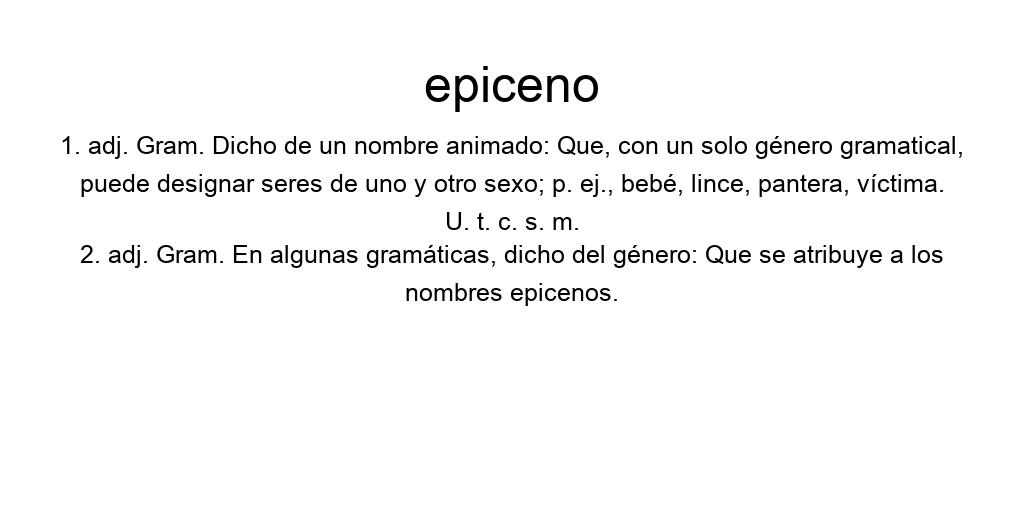 epiceno
1. adj. Gram. Dicho de un nombre animado: Que, con un solo género gramatical,
puede designar seres de uno y otro sexo; p. ej., bebé, lince, pantera, víctima.
U. t. c. s. m.
2. adj. Gram. En algunas gramáticas, dicho del género: Que se atribuye a los
nombres epicenos.